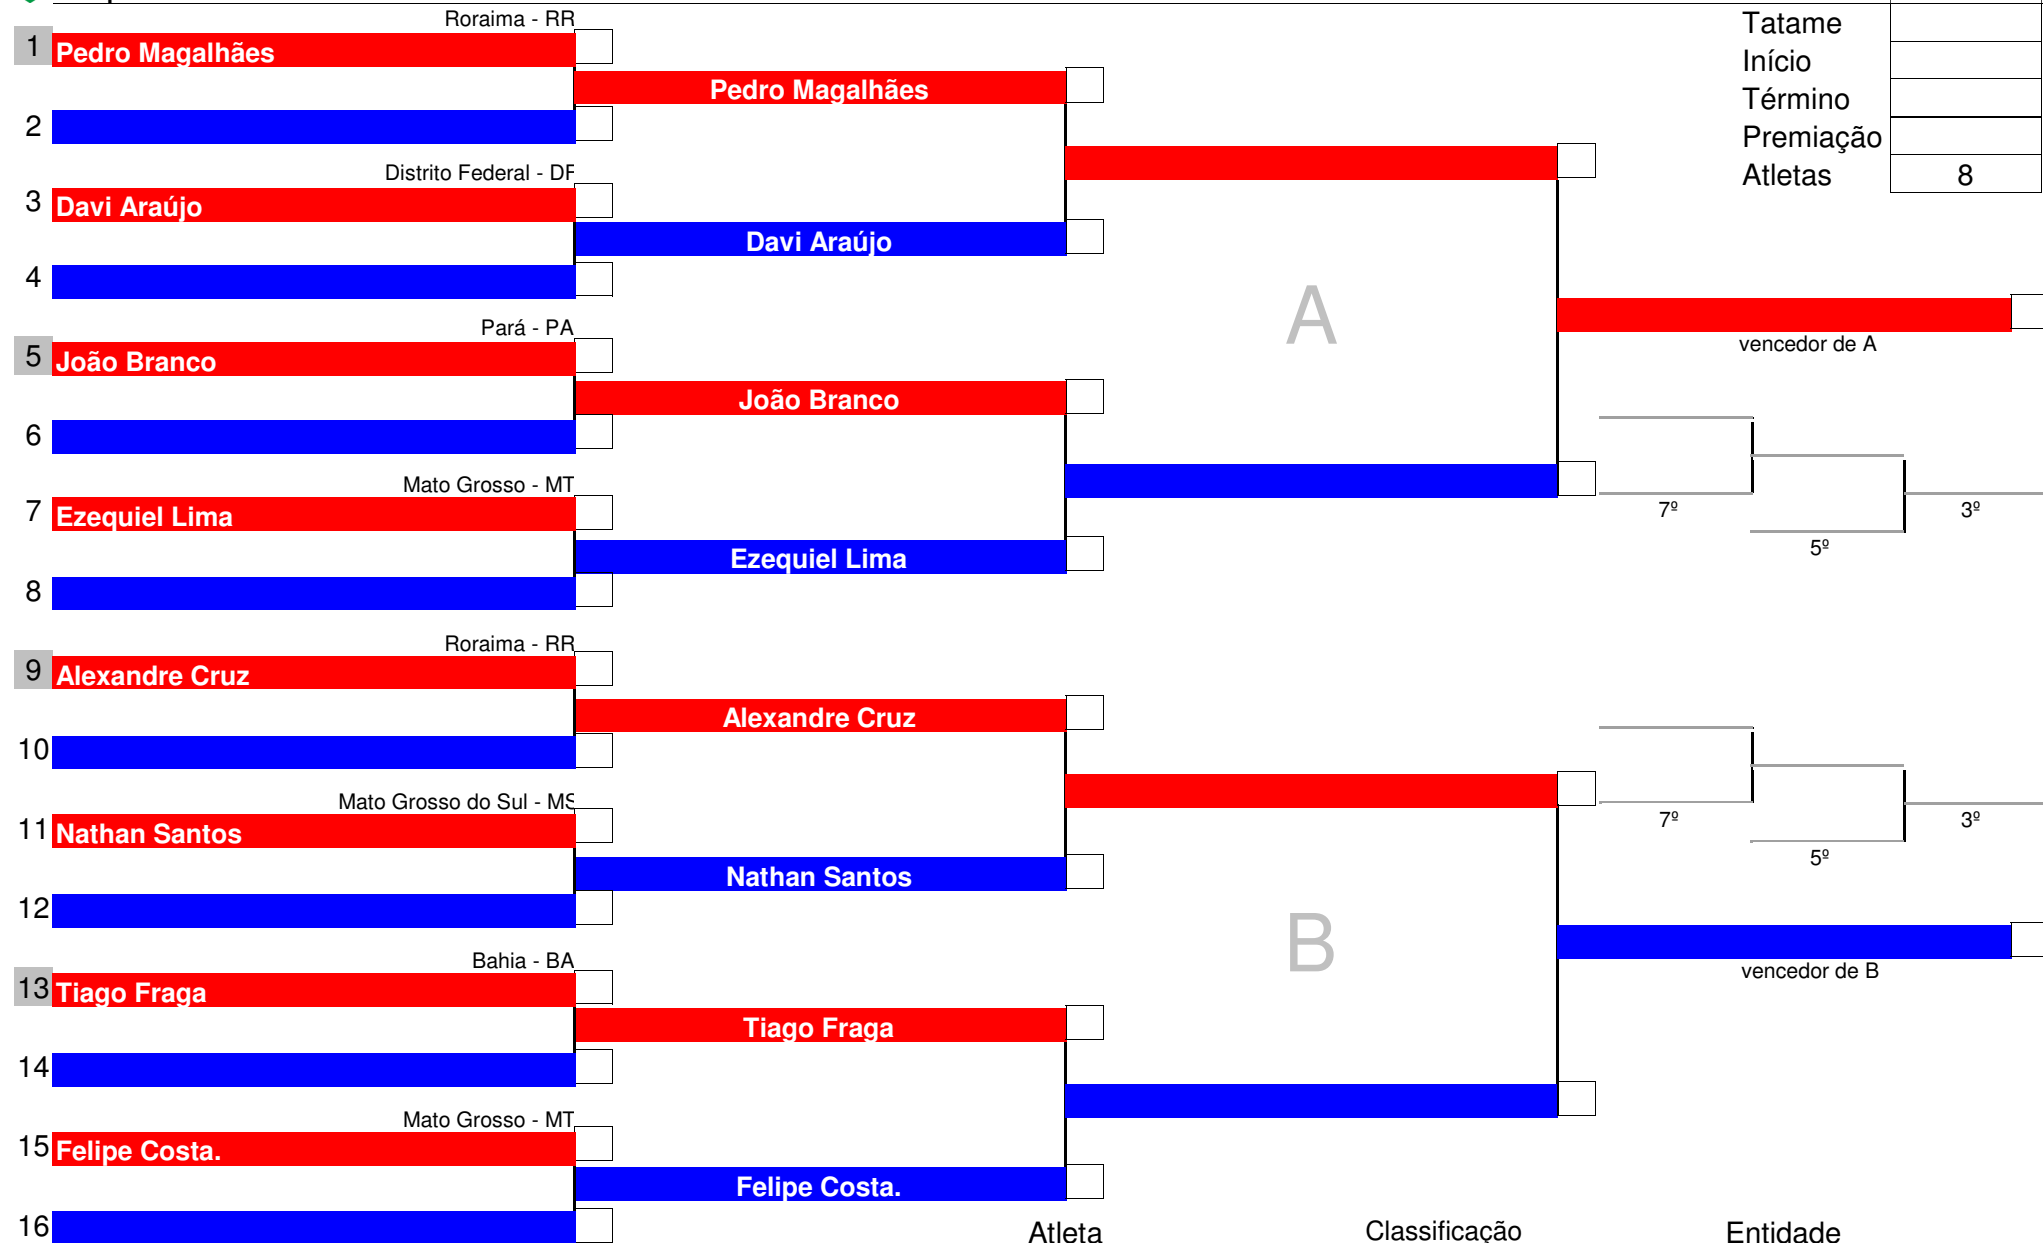 Roraima - RR
1 Pedro Magalhães
Pedro Magalhães
2
Distrito Federal - DF
3 Davi Araújo
Davi Araújo
4
Pará - PA
5 João Branco
João Branco
6
Mato Grosso - MT
7 Ezequiel Lima
Ezequiel Lima
8
Roraima - RR
9 Alexandre Cruz
Alexandre Cruz
10
Mato Grosso do Sul - MS
11 Nathan Santos
Nathan Santos
12
Bahia - BA
13 Tiago Fraga
Tiago Fraga
14
Mato Grosso - MT
15 Felipe Costa.
Felipe Costa.
16
A
B
Tatame
Início
Término
Premiação
Atletas 8
vencedor de A
7º
3º
5º
7º
3º
5º
vencedor de B
Atleta Classificação Entidade